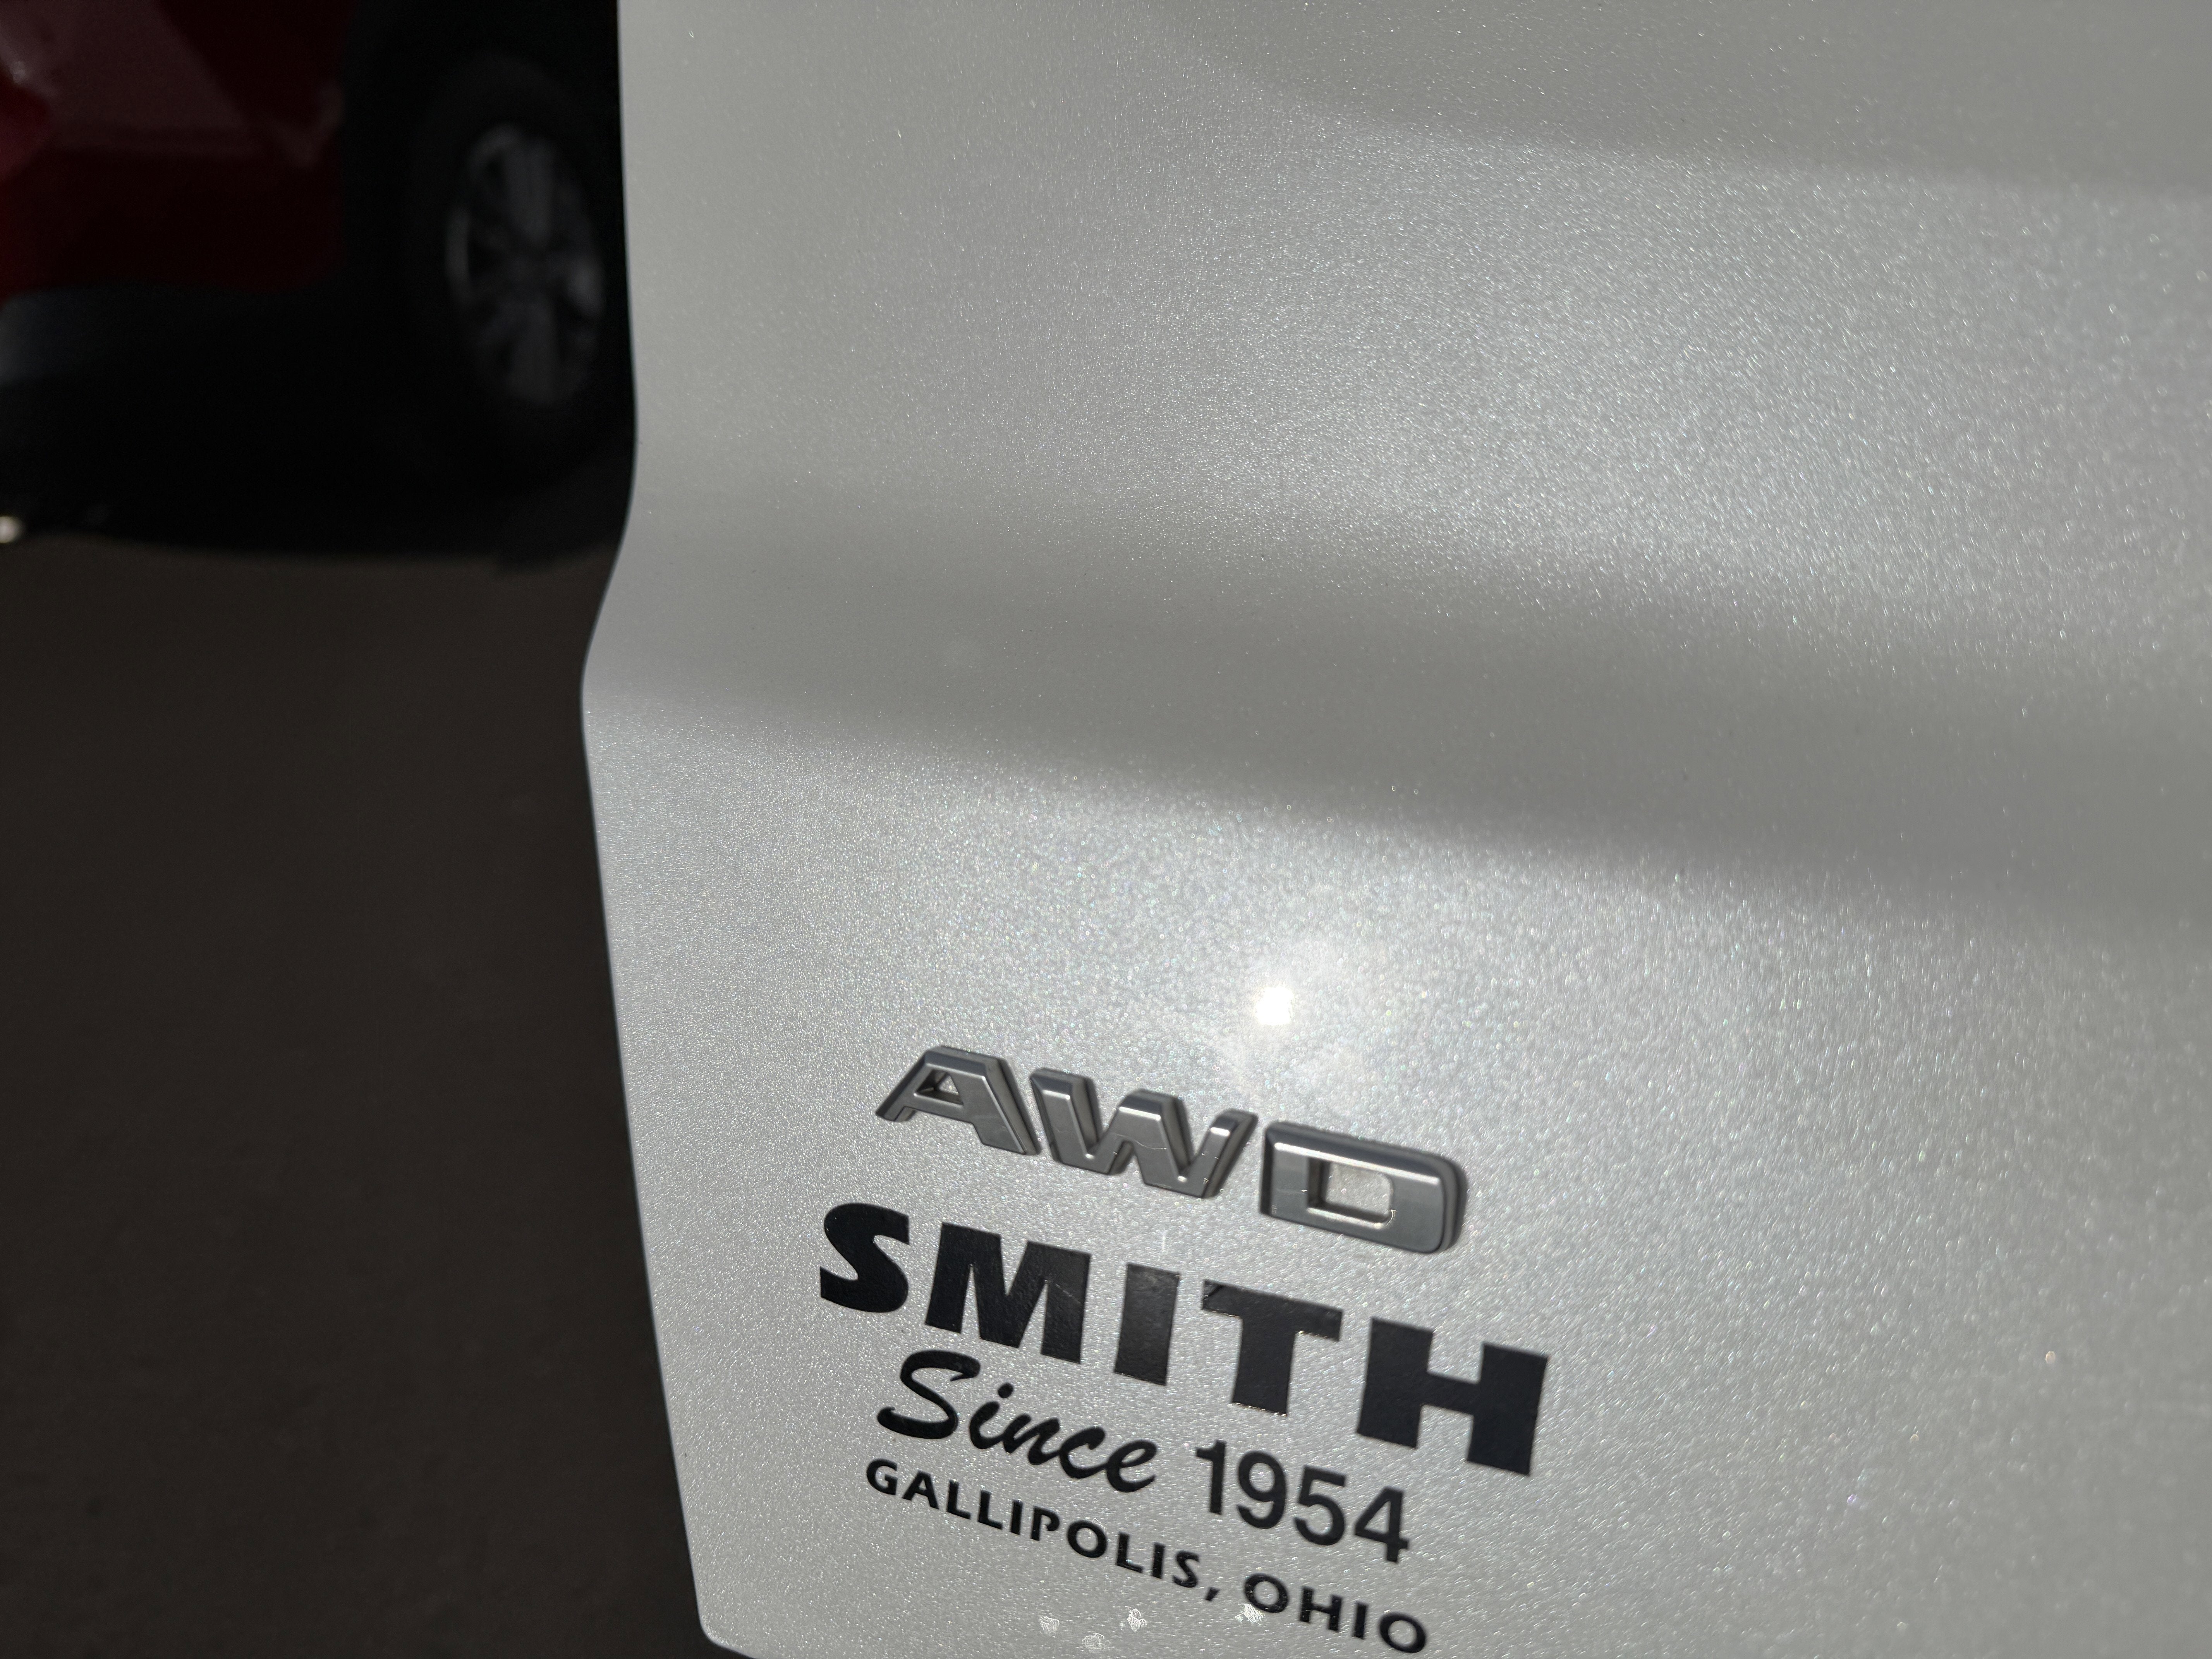 AWD
SMITH
Since 1954
GALLIPOLIS, OHIO